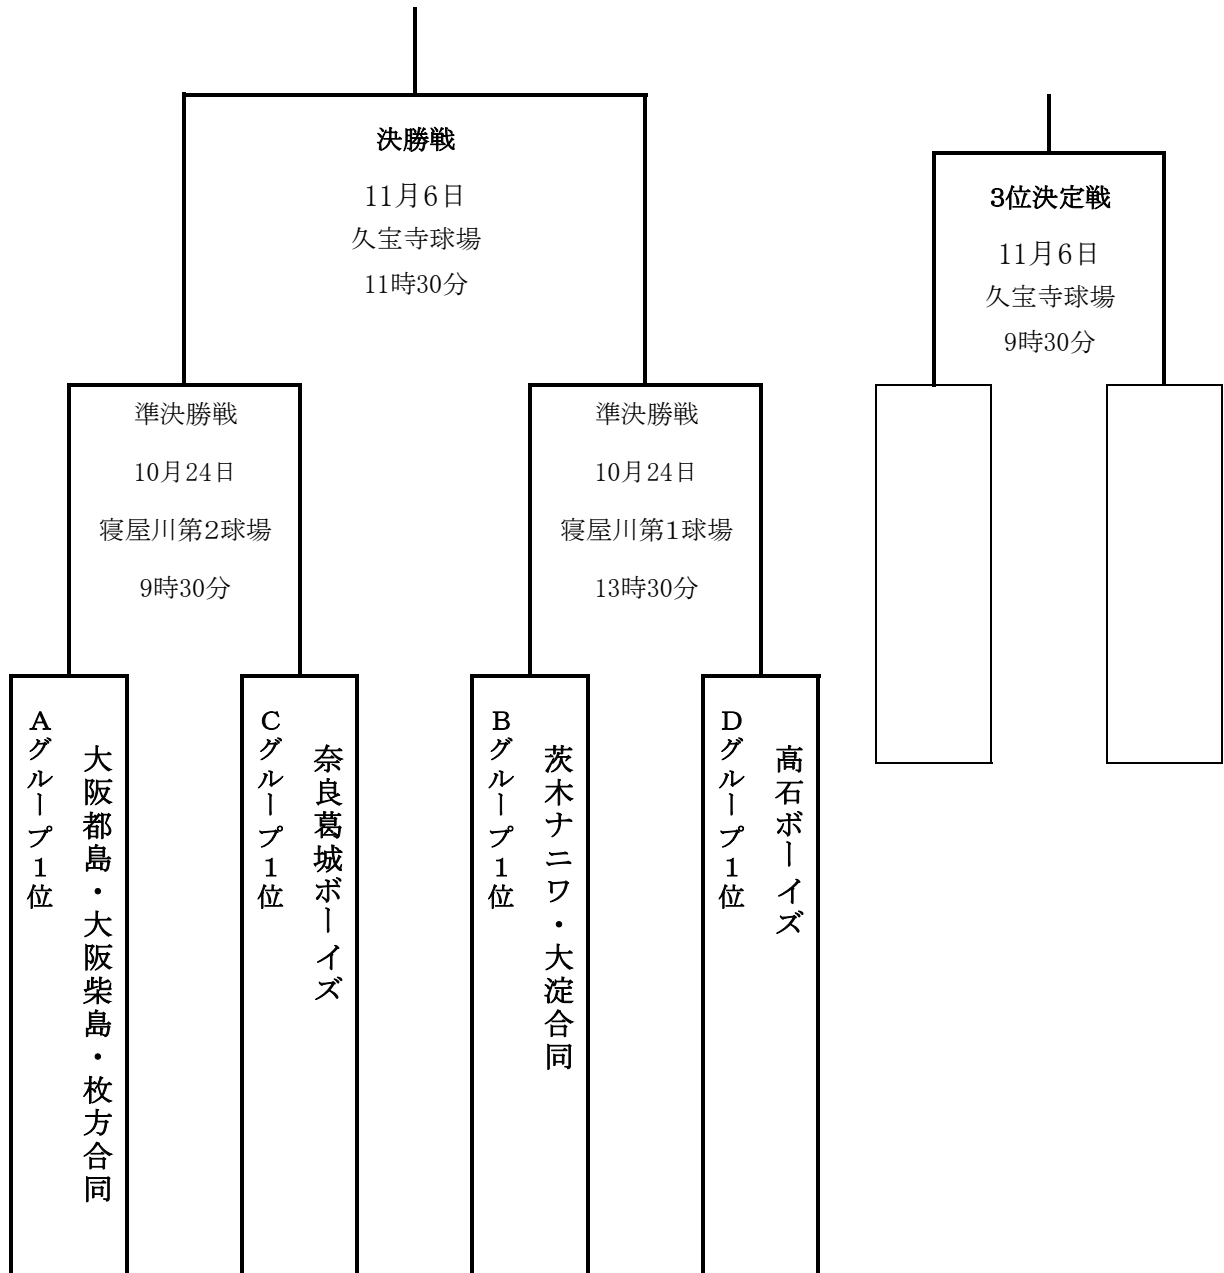 決勝戦
11月6日
久宝寺球場
11時30分
3位決定戦
11月6日
久宝寺球場
9時30分
準決勝戦
10月24日
寝屋川第2球場
9時30分
準決勝戦
10月24日
寝屋川第1球場
13時30分
Aグループ1位
大阪都島・大阪柴島・枚方合同
Cグループ1位
奈良葛城ボーイズ
Bグループ1位
茨木ナニワ・大淀合同
Dグループ1位
高石ボーイズ